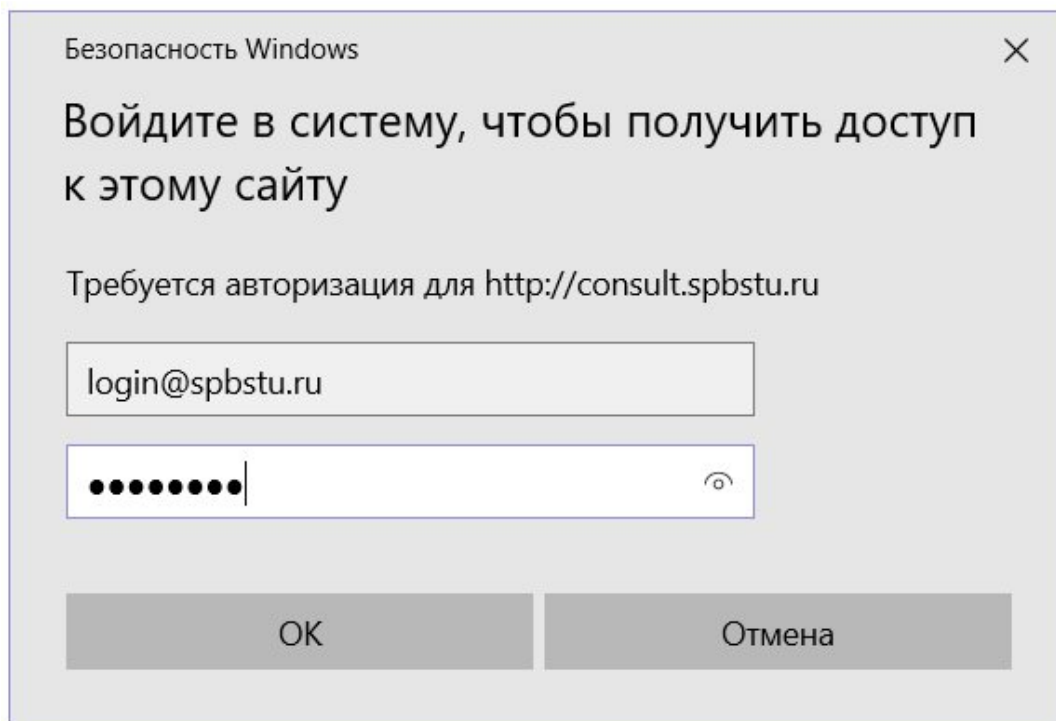 Безопасность Windows
Войдите в систему, чтобы получить доступ
к этому сайту
Требуется авторизация для http://consult.spbstu.ru
login@spbstu.ru
●●●●●●●●
OK
Отмена